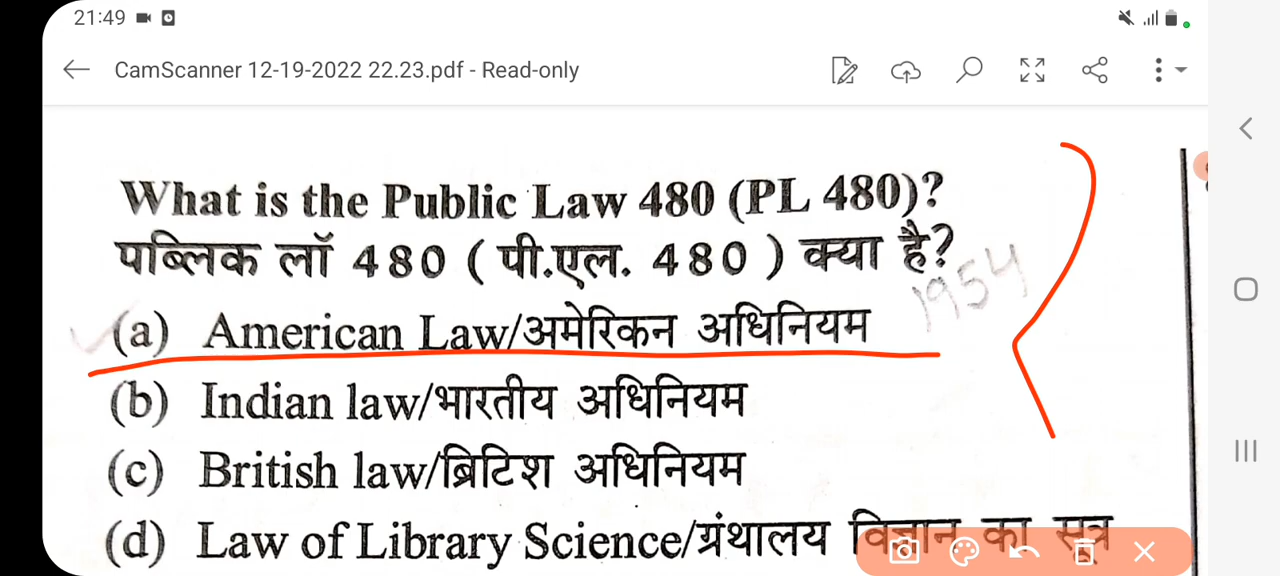 21:49
CamScanner 12-19-2022 22.23.pdf - Read-only
What is the Public Law 480 (PL 480)?
पब्लिक लॉ 480 ( पी.एल. 480 ) क्या है?
1954
(a) American Law/अमेरिकन अधिनियम
(b) Indian law/भारतीय अधिनियम
(c) British law/ब्रिटिश अधिनियम
(d) Law of Library Science/ग्रंथालय विज्ञान का सूत्र